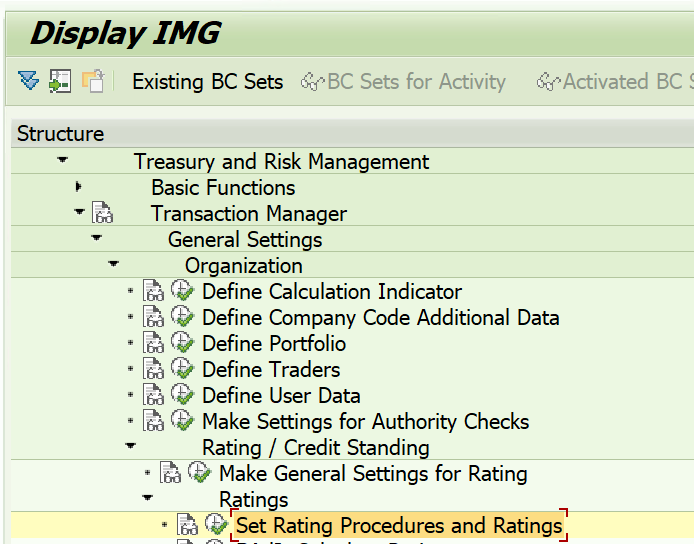 Display IMG
Existing BC Sets BC Sets for Activity Activated BC S
Structure
Treasury and Risk Management
Basic Functions
Transaction Manager
General Settings
Organization
Define Calculation Indicator
Define Company Code Additional Data
Define Portfolio
Define Traders
Define User Data
Make Settings for Authority Checks
Rating / Credit Standing
Make General Settings for Rating
Ratings
Set Rating Procedures and Ratings